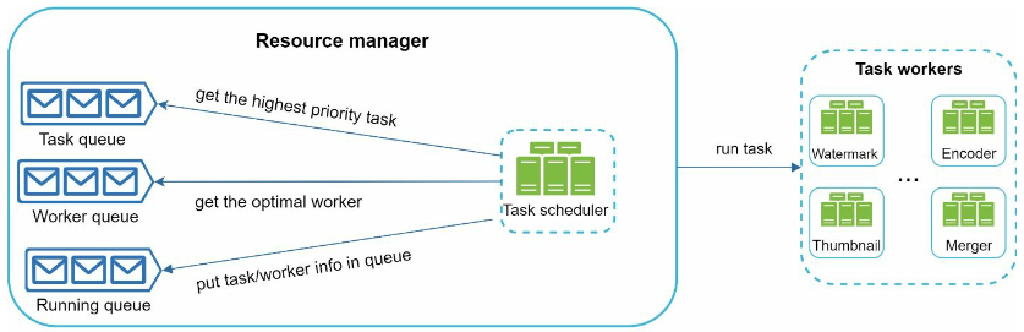 Resource manager
get the highest priority task
Task queue
get the optimal worker
Worker queue
put task/worker info in queue
Running queue
Task scheduler
run task
Task workers
Watermark
Encoder
...
Thumbnail
Merger